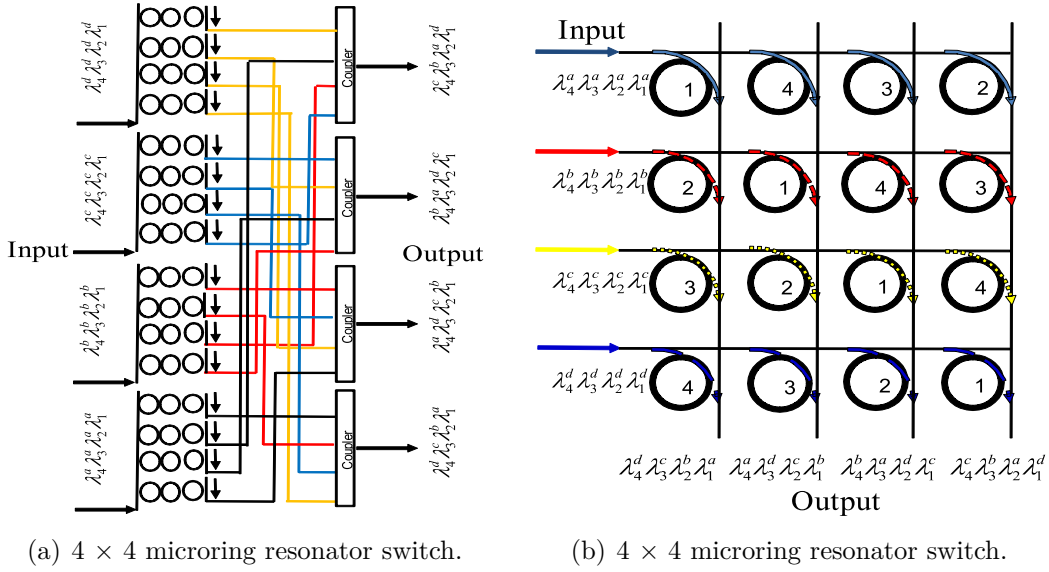 λ₄ᵈ λ₃ᵈ λ₂ᵈ λ₁ᵈ
λ₄ᶜ λ₃ᶜ λ₂ᶜ λ₁ᶜ
Input
λ₄ᵇ λ₃ᵇ λ₂ᵇ λ₁ᵇ
λ₄ᵃ λ₃ᵃ λ₂ᵃ λ₁ᵃ
Coupler
Coupler
Coupler
Coupler
λ₄ᶜ λ₃ᵇ λ₂ᵃ λ₁ᵈ
λ₄ᵇ λ₃ᵃ λ₂ᵈ λ₁ᶜ
Output
λ₄ᵃ λ₃ᵈ λ₂ᶜ λ₁ᵇ
λ₄ᵈ λ₃ᶜ λ₂ᵇ λ₁ᵃ
(a) 4 × 4 microring resonator switch.
Input
λ₄ᵃ λ₃ᵃ λ₂ᵃ λ₁ᵃ
1 4 3 2
λ₄ᵇ λ₃ᵇ λ₂ᵇ λ₁ᵇ
2 1 4 3
λ₄ᶜ λ₃ᶜ λ₂ᶜ λ₁ᶜ
3 2 1 4
λ₄ᵈ λ₃ᵈ λ₂ᵈ λ₁ᵈ
4 3 2 1
λ₄ᵈ λ₃ᶜ λ₂ᵇ λ₁ᵃ λ₄ᵃ λ₃ᵈ λ₂ᶜ λ₁ᵇ λ₄ᵇ λ₃ᵃ λ₂ᵈ λ₁ᶜ λ₄ᶜ λ₃ᵇ λ₂ᵃ λ₁ᵈ
Output
(b) 4 × 4 microring resonator switch.